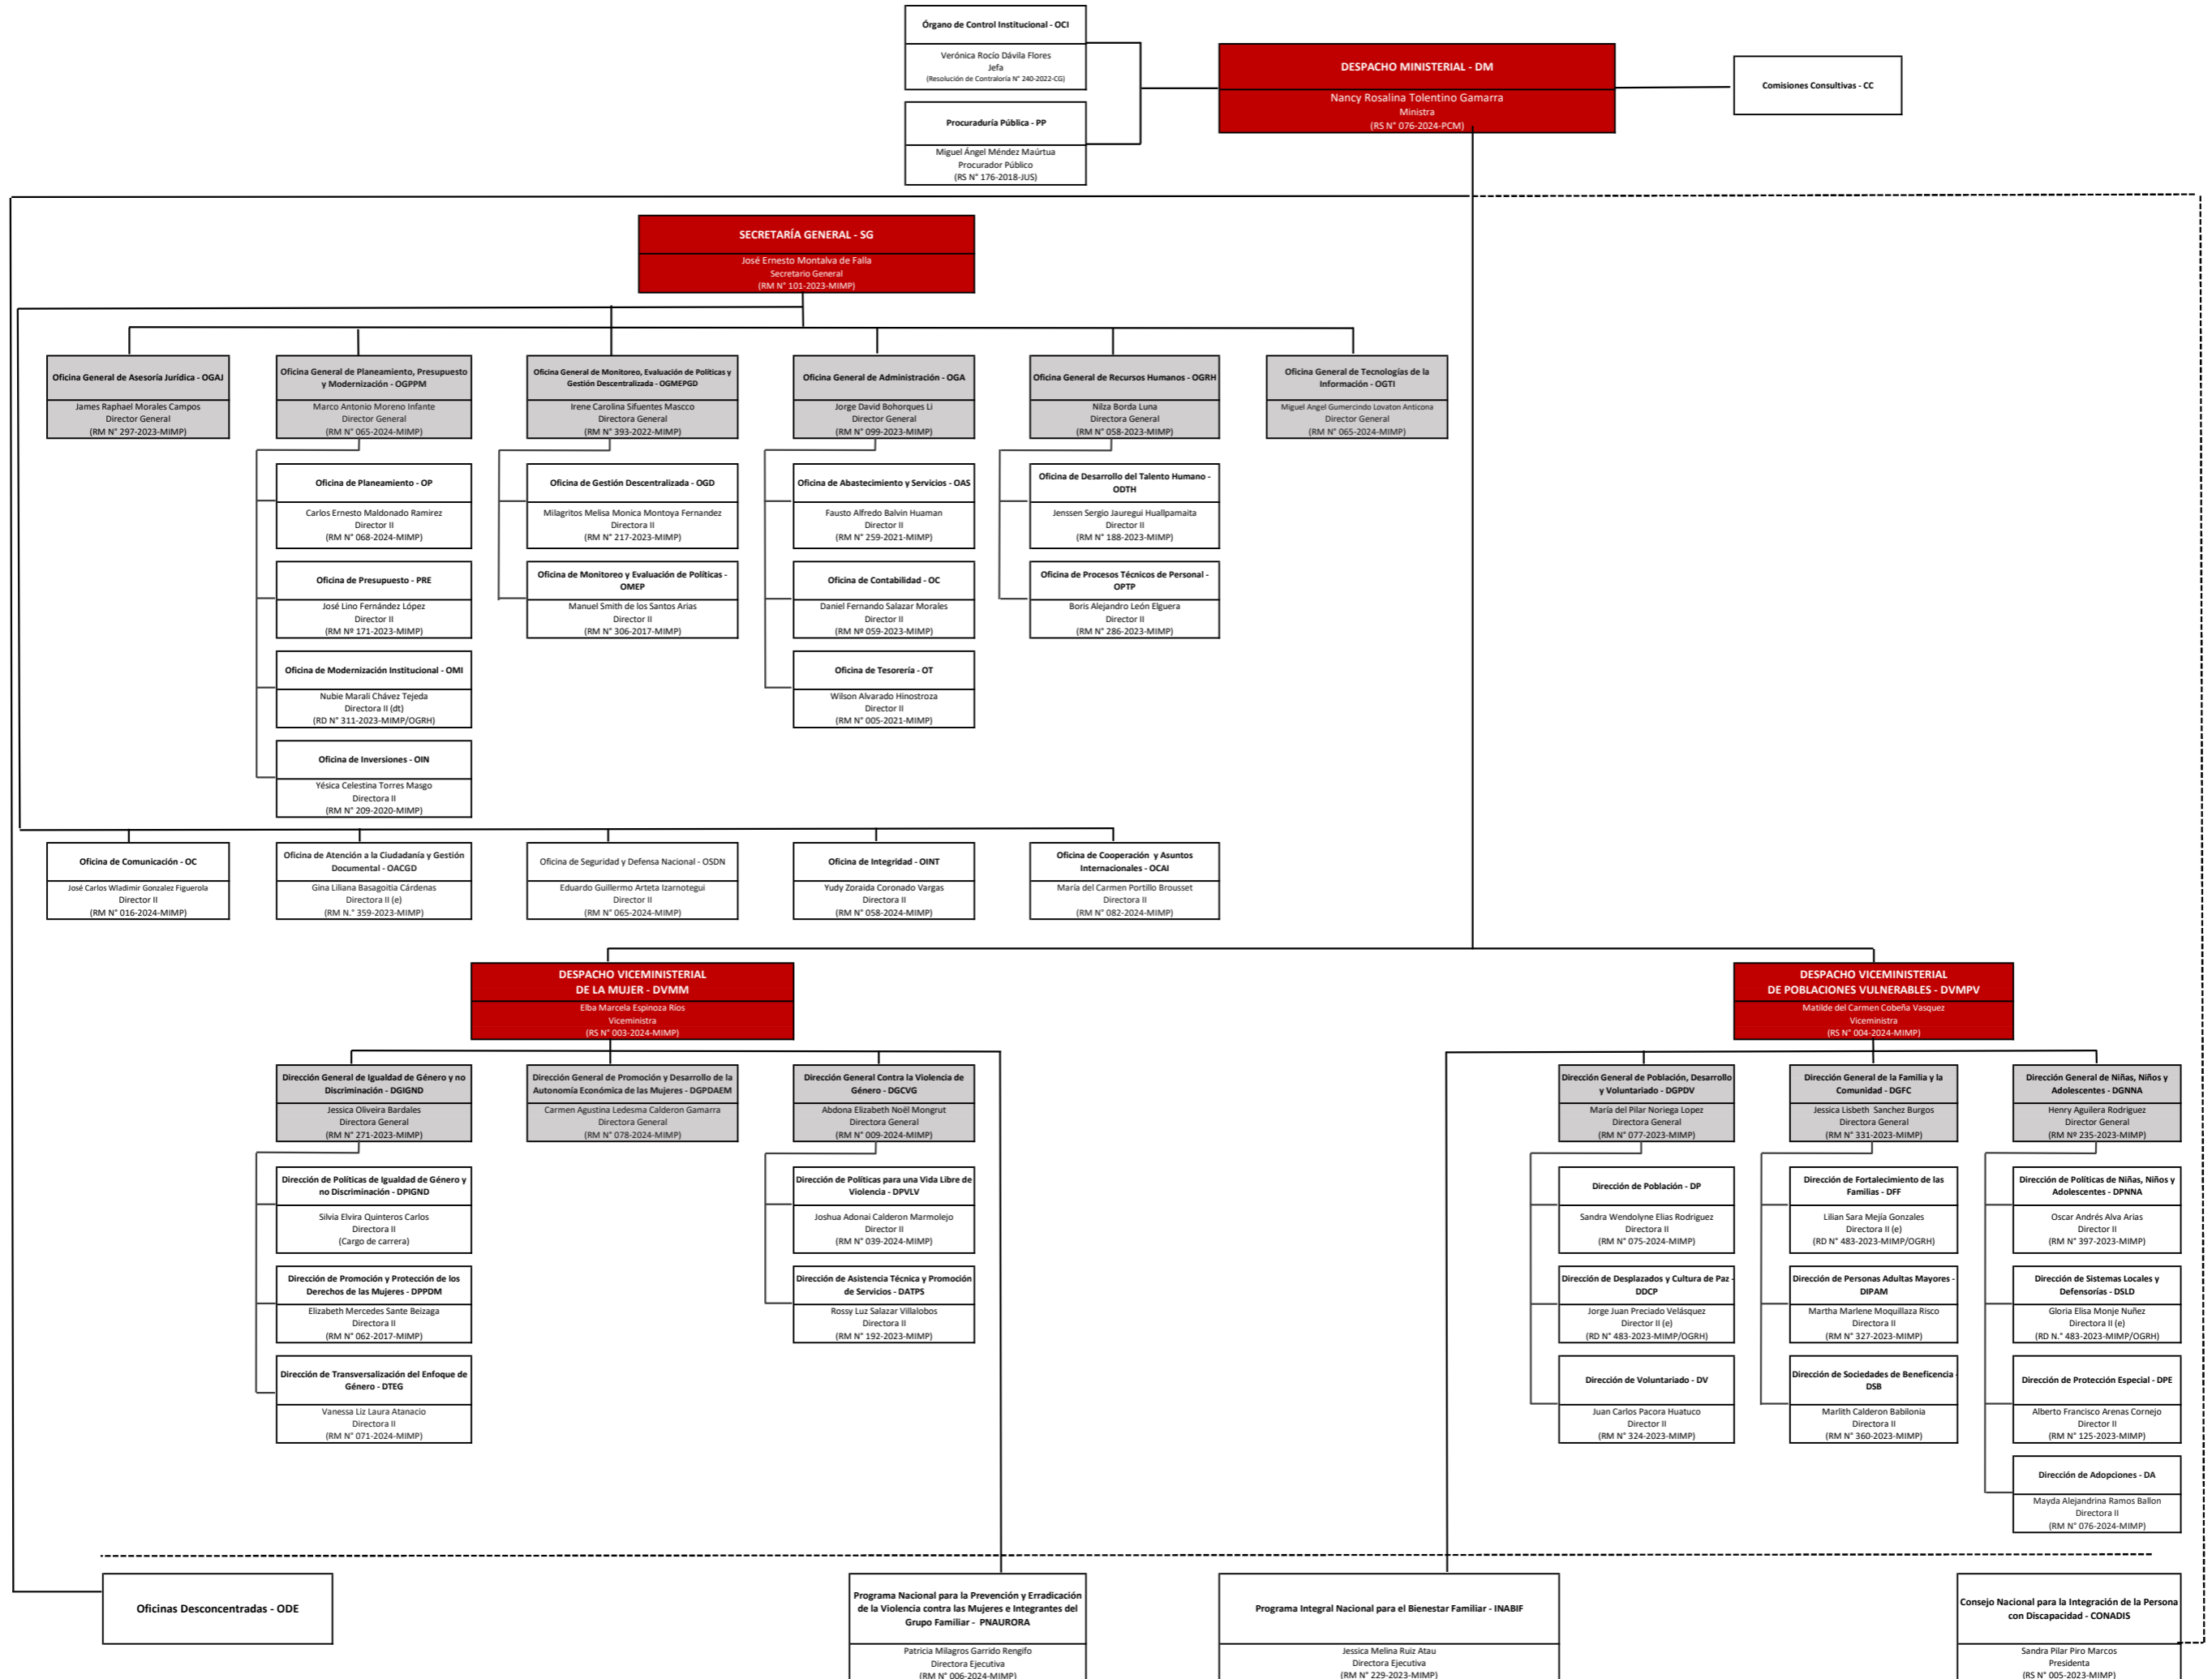 Órgano de Control Institucional - OCI
Verónica Rocío Dávila Flores
Jefa
(Resolución de Contraloría N° 240-2022-CG)
DESPACHO MINISTERIAL - DM
Nancy Rosalina Tolentino Gamarra
Ministra
(RS N° 076-2024-PCM)
Comisiones Consultivas - CC
Procuraduría Pública - PP
Miguel Ángel Méndez Maúrtua
Procurador Público
(RS N° 176-2018-JUS)
SECRETARÍA GENERAL - SG
José Ernesto Montalva de Falla
Secretario General
(RM N° 101-2023-MIMP)
Oficina General de Asesoría Jurídica - OGAJ
James Raphael Morales Campos
Director General
(RM N° 297-2023-MIMP)
Oficina General de Planeamiento, Presupuesto
y Modernización - OGPPM
Marco Antonio Moreno Infante
Director General
(RM N° 065-2024-MIMP)
Oficina General de Monitoreo, Evaluación de Políticas y
Gestión Descentralizada - OGMEPGD
Irene Carolina Sifuentes Mascco
Directora General
(RM N° 393-2022-MIMP)
Oficina General de Administración - OGA
Jorge David Bohorques Li
Director General
(RM N° 099-2023-MIMP)
Oficina General de Recursos Humanos - OGRH
Nilza Borda Luna
Directora General
(RM N° 058-2023-MIMP)
Oficina General de Tecnologías de la
Información - OGTI
Miguel Angel Gumercindo Lovaton Anticona
Director General
(RM N° 065-2024-MIMP)
Oficina de Planeamiento - OP
Carlos Ernesto Maldonado Ramirez
Director II
(RM N° 068-2024-MIMP)
Oficina de Gestión Descentralizada - OGD
Milagritos Melisa Monica Montoya Fernandez
Directora II
(RM N° 217-2023-MIMP)
Oficina de Abastecimiento y Servicios - OAS
Fausto Alfredo Balvin Huaman
Director II
(RM N° 259-2021-MIMP)
Oficina de Desarrollo del Talento Humano -
ODTH
Jenssen Sergio Jauregui Huallpamaita
Director II
(RM N° 188-2023-MIMP)
Oficina de Presupuesto - PRE
José Lino Fernández López
Director II
(RM Nº 171-2023-MIMP)
Oficina de Monitoreo y Evaluación de Políticas -
OMEP
Manuel Smith de los Santos Arias
Director II
(RM N° 306-2017-MIMP)
Oficina de Contabilidad - OC
Daniel Fernando Salazar Morales
Director II
(RM Nº 059-2023-MIMP)
Oficina de Procesos Técnicos de Personal -
OPTP
Boris Alejandro León Elguera
Director II
(RM N° 286-2023-MIMP)
Oficina de Modernización Institucional - OMI
Nubie Marali Chávez Tejeda
Directora II (dt)
(RD N° 311-2023-MIMP/OGRH)
Oficina de Tesorería - OT
Wilson Alvarado Hinostroza
Director II
(RM N° 005-2021-MIMP)
Oficina de Inversiones - OIN
Yésica Celestina Torres Masgo
Directora II
(RM N° 209-2020-MIMP)
Oficina de Comunicación - OC
José Carlos Wladimir Gonzalez Figuerola
Director II
(RM N° 016-2024-MIMP)
Oficina de Atención a la Ciudadanía y Gestión
Documental - OACGD
Gina Liliana Basagoitia Cárdenas
Directora II (e)
(RM N.° 359-2023-MIMP)
Oficina de Seguridad y Defensa Nacional - OSDN
Eduardo Guillermo Arteta Izarnotegui
Director II
(RM N° 065-2024-MIMP)
Oficina de Integridad - OINT
Yudy Zoraida Coronado Vargas
Directora II
(RM N° 058-2024-MIMP)
Oficina de Cooperación y Asuntos
Internacionales - OCAI
María del Carmen Portillo Brousset
Directora II
(RM N° 082-2024-MIMP)
DESPACHO VICEMINISTERIAL
DE LA MUJER - DVMM
Elba Marcela Espinoza Ríos
Viceministra
(RS N° 003-2024-MIMP)
DESPACHO VICEMINISTERIAL
DE POBLACIONES VULNERABLES - DVMPV
Matilde del Carmen Cobeña Vasquez
Viceministra
(RS N° 004-2024-MIMP)
Dirección General de Igualdad de Género y no
Discriminación - DGIGND
Jessica Oliveira Bardales
Directora General
(RM N° 271-2023-MIMP)
Dirección General de Promoción y Desarrollo de la
Autonomía Económica de las Mujeres - DGPDAEM
Carmen Agustina Ledesma Calderon Gamarra
Directora General
(RM N° 078-2024-MIMP)
Dirección General Contra la Violencia de
Género - DGCVG
Abdona Elizabeth Noël Mongrut
Directora General
(RM N° 009-2024-MIMP)
Dirección General de Población, Desarrollo
y Voluntariado - DGPDV
María del Pilar Noriega Lopez
Directora General
(RM N° 077-2023-MIMP)
Dirección General de la Familia y la
Comunidad - DGFC
Jessica Lisbeth Sanchez Burgos
Directora General
(RM N° 331-2023-MIMP)
Dirección General de Niñas, Niños y
Adolescentes - DGNNA
Henry Aguilera Rodriguez
Director General
(RM Nº 235-2023-MIMP)
Dirección de Políticas de Igualdad de Género y
no Discriminación - DPIGND
Silvia Elvira Quinteros Carlos
Directora II
(Cargo de carrera)
Dirección de Políticas para una Vida Libre de
Violencia - DPVLV
Joshua Adonai Calderon Marmolejo
Director II
(RM N° 039-2024-MIMP)
Dirección de Población - DP
Sandra Wendolyne Elias Rodriguez
Directora II
(RM N° 075-2024-MIMP)
Dirección de Fortalecimiento de las
Familias - DFF
Lilian Sara Mejía Gonzales
Directora II (e)
(RD N° 483-2023-MIMP/OGRH)
Dirección de Políticas de Niñas, Niños y
Adolescentes - DPNNA
Oscar Andrés Alva Arias
Director II
(RM N° 397-2023-MIMP)
Dirección de Promoción y Protección de los
Derechos de las Mujeres - DPPDM
Elizabeth Mercedes Sante Beizaga
Directora II
(RM N° 062-2017-MIMP)
Dirección de Asistencia Técnica y Promoción
de Servicios - DATPS
Rossy Luz Salazar Villalobos
Directora II
(RM N° 192-2023-MIMP)
Dirección de Desplazados y Cultura de Paz -
DDCP
Jorge Juan Preciado Velásquez
Director II (e)
(RD N° 483-2023-MIMP/OGRH)
Dirección de Personas Adultas Mayores -
DIPAM
Martha Marlene Moquillaza Risco
Directora II
(RM N° 327-2023-MIMP)
Dirección de Sistemas Locales y
Defensorías - DSLD
Gloria Elisa Monje Nuñez
Directora II (e)
(RD N.° 483-2023-MIMP/OGRH)
Dirección de Transversalización del Enfoque de
Género - DTEG
Vanessa Liz Laura Atanacio
Directora II
(RM N° 071-2024-MIMP)
Dirección de Voluntariado - DV
Juan Carlos Pacora Huatuco
Director II
(RM N° 324-2023-MIMP)
Dirección de Sociedades de Beneficencia -
DSB
Marlith Calderon Babilonia
Directora II
(RM N° 360-2023-MIMP)
Dirección de Protección Especial - DPE
Alberto Francisco Arenas Cornejo
Director II
(RM N° 125-2023-MIMP)
Dirección de Adopciones - DA
Mayda Alejandrina Ramos Ballon
Directora II
(RM N° 076-2024-MIMP)
Oficinas Desconcentradas - ODE
Programa Nacional para la Prevención y Erradicación
de la Violencia contra las Mujeres e Integrantes del
Grupo Familiar - PNAURORA
Patricia Milagros Garrido Rengifo
Directora Ejecutiva
(RM N° 006-2024-MIMP)
Programa Integral Nacional para el Bienestar Familiar - INABIF
Jessica Melina Ruiz Atau
Directora Ejecutiva
(RM N° 229-2023-MIMP)
Consejo Nacional para la Integración de la Persona
con Discapacidad - CONADIS
Sandra Pilar Piro Marcos
Presidenta
(RS N° 005-2023-MIMP)